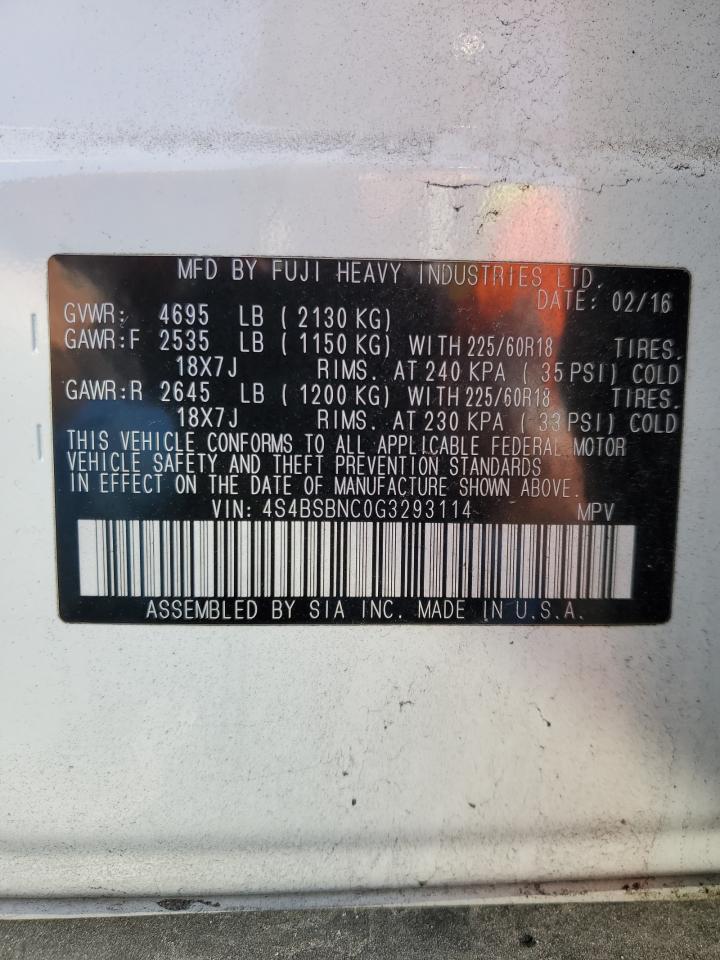 MFD BY FUJI HEAVY INDUSTRIES LTD.
DATE: 02/16
GVWR: 4695 LB ( 2130 KG)
GAWR:F 2535 LB ( 1150 KG) WITH 225/60R18 TIRES.
18X7J RIMS. AT 240 KPA ( 35 PSI) COLD
GAWR:R 2645 LB ( 1200 KG) WITH 225/60R18 TIRES.
18X7J RIMS. AT 230 KPA ( 33 PSI) COLD
THIS VEHICLE CONFORMS TO ALL APPLICABLE FEDERAL MOTOR
VEHICLE SAFETY AND THEFT PREVENTION STANDARDS
IN EFFECT ON THE DATE OF MANUFACTURE SHOWN ABOVE.
VIN: 4S4BSBNC0G3293114 MPV
ASSEMBLED BY SIA INC. MADE IN U.S.A.